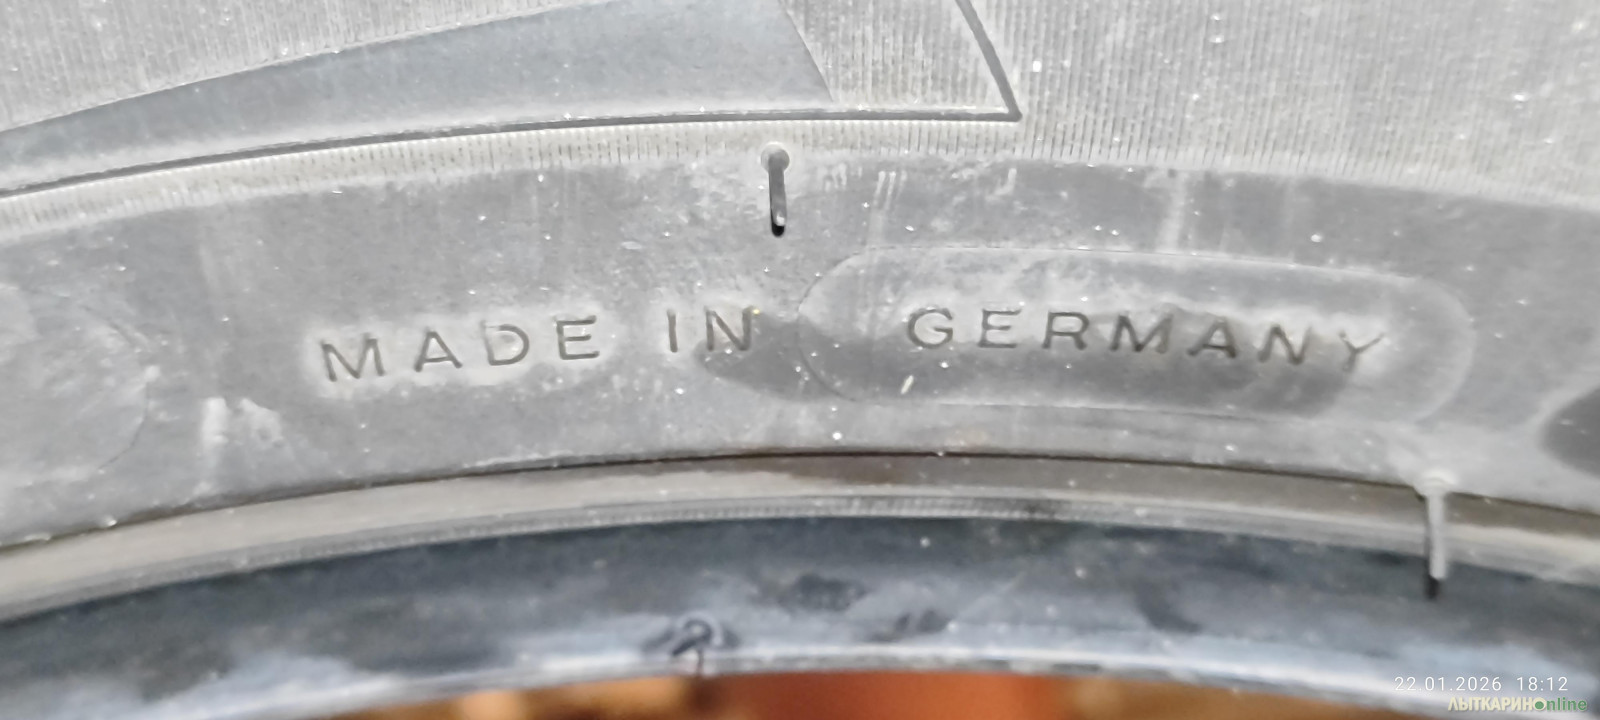 MADE IN GERMANY
22.01.2026 18:12
ЛЫТКАРИНОonline